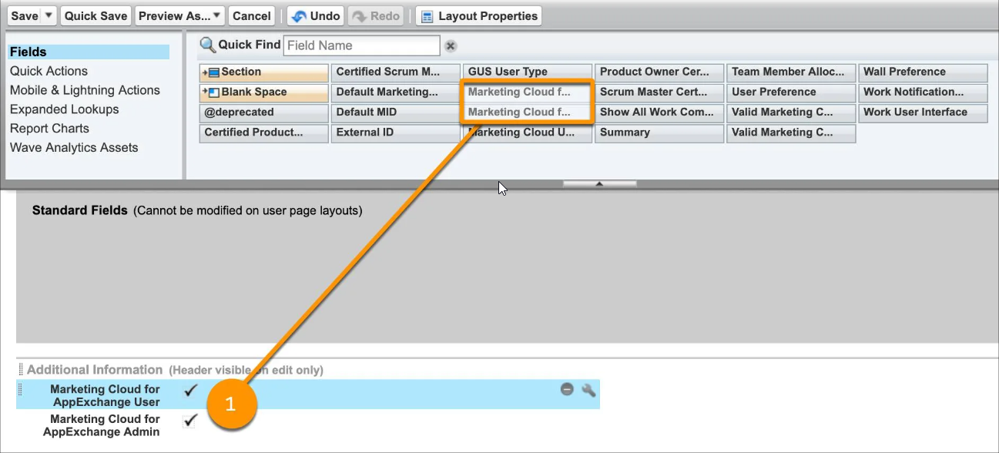 Save Quick Save Preview As... Cancel Undo Redo Layout Properties
Fields
Quick Actions
Mobile & Lightning Actions
Expanded Lookups
Report Charts
Wave Analytics Assets
Quick Find Field Name
Section Certified Scrum M... GUS User Type Product Owner Cer... Team Member Alloc... Wall Preference
Blank Space Default Marketing... Marketing Cloud f... Scrum Master Cert... User Preference Work Notification...
@deprecated Default MID Marketing Cloud f... Show All Work Com... Valid Marketing C... Work User Interface
Certified Product... External ID Marketing Cloud U... Summary Valid Marketing C...
Standard Fields (Cannot be modified on user page layouts)
Additional Information (Header visible on edit only)
Marketing Cloud for
AppExchange User
1
Marketing Cloud for
AppExchange Admin